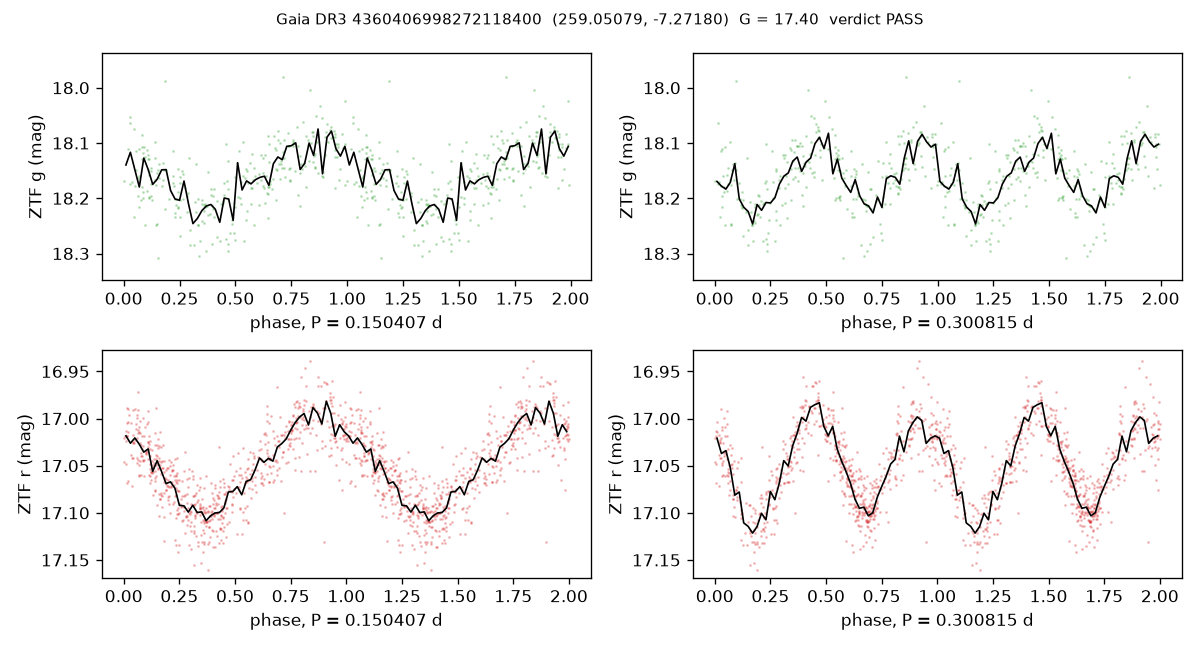 Gaia DR3 4360406998272118400 (259.05079, -7.27180) G = 17.40 verdict PASS
ZTF g (mag)
18.0
18.1
18.2
18.3
0.00 0.25 0.50 0.75 1.00 1.25 1.50 1.75 2.00
phase, P = 0.150407 d
ZTF g (mag)
18.0
18.1
18.2
18.3
0.00 0.25 0.50 0.75 1.00 1.25 1.50 1.75 2.00
phase, P = 0.300815 d
ZTF r (mag)
16.95
17.00
17.05
17.10
17.15
0.00 0.25 0.50 0.75 1.00 1.25 1.50 1.75 2.00
phase, P = 0.150407 d
ZTF r (mag)
16.95
17.00
17.05
17.10
17.15
0.00 0.25 0.50 0.75 1.00 1.25 1.50 1.75 2.00
phase, P = 0.300815 d